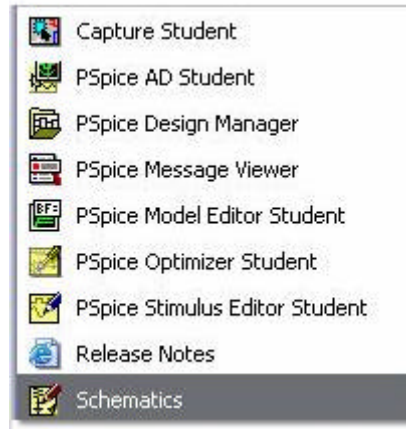 Capture Student
PSpice AD Student
PSpice Design Manager
PSpice Message Viewer
BF=
PSpice Model Editor Student
PSpice Optimizer Student
PSpice Stimulus Editor Student
Release Notes
Schematics